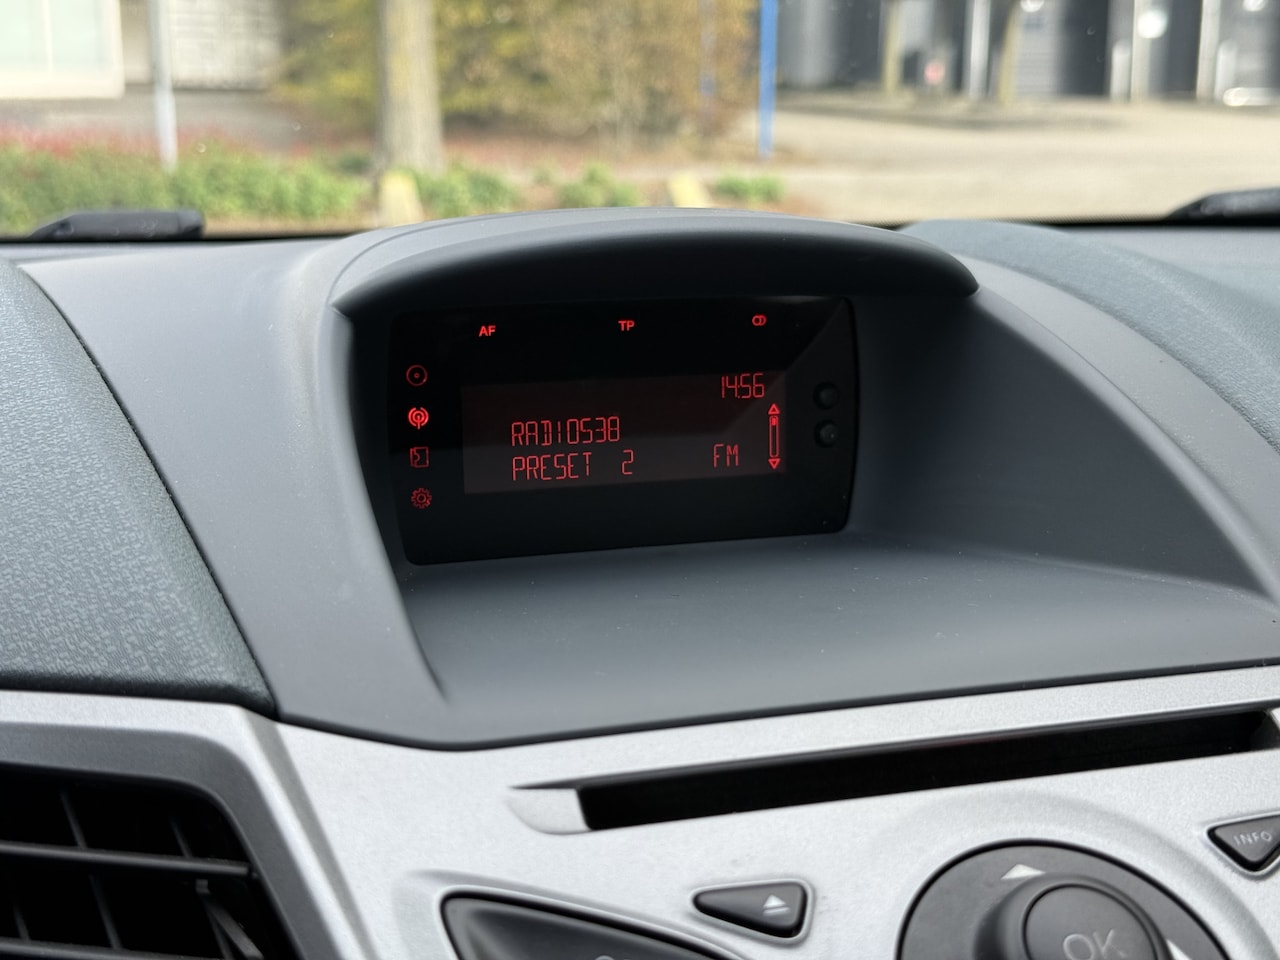 AF TP
14:56
RADIO538
PRESET 2 FM
INFO
OK